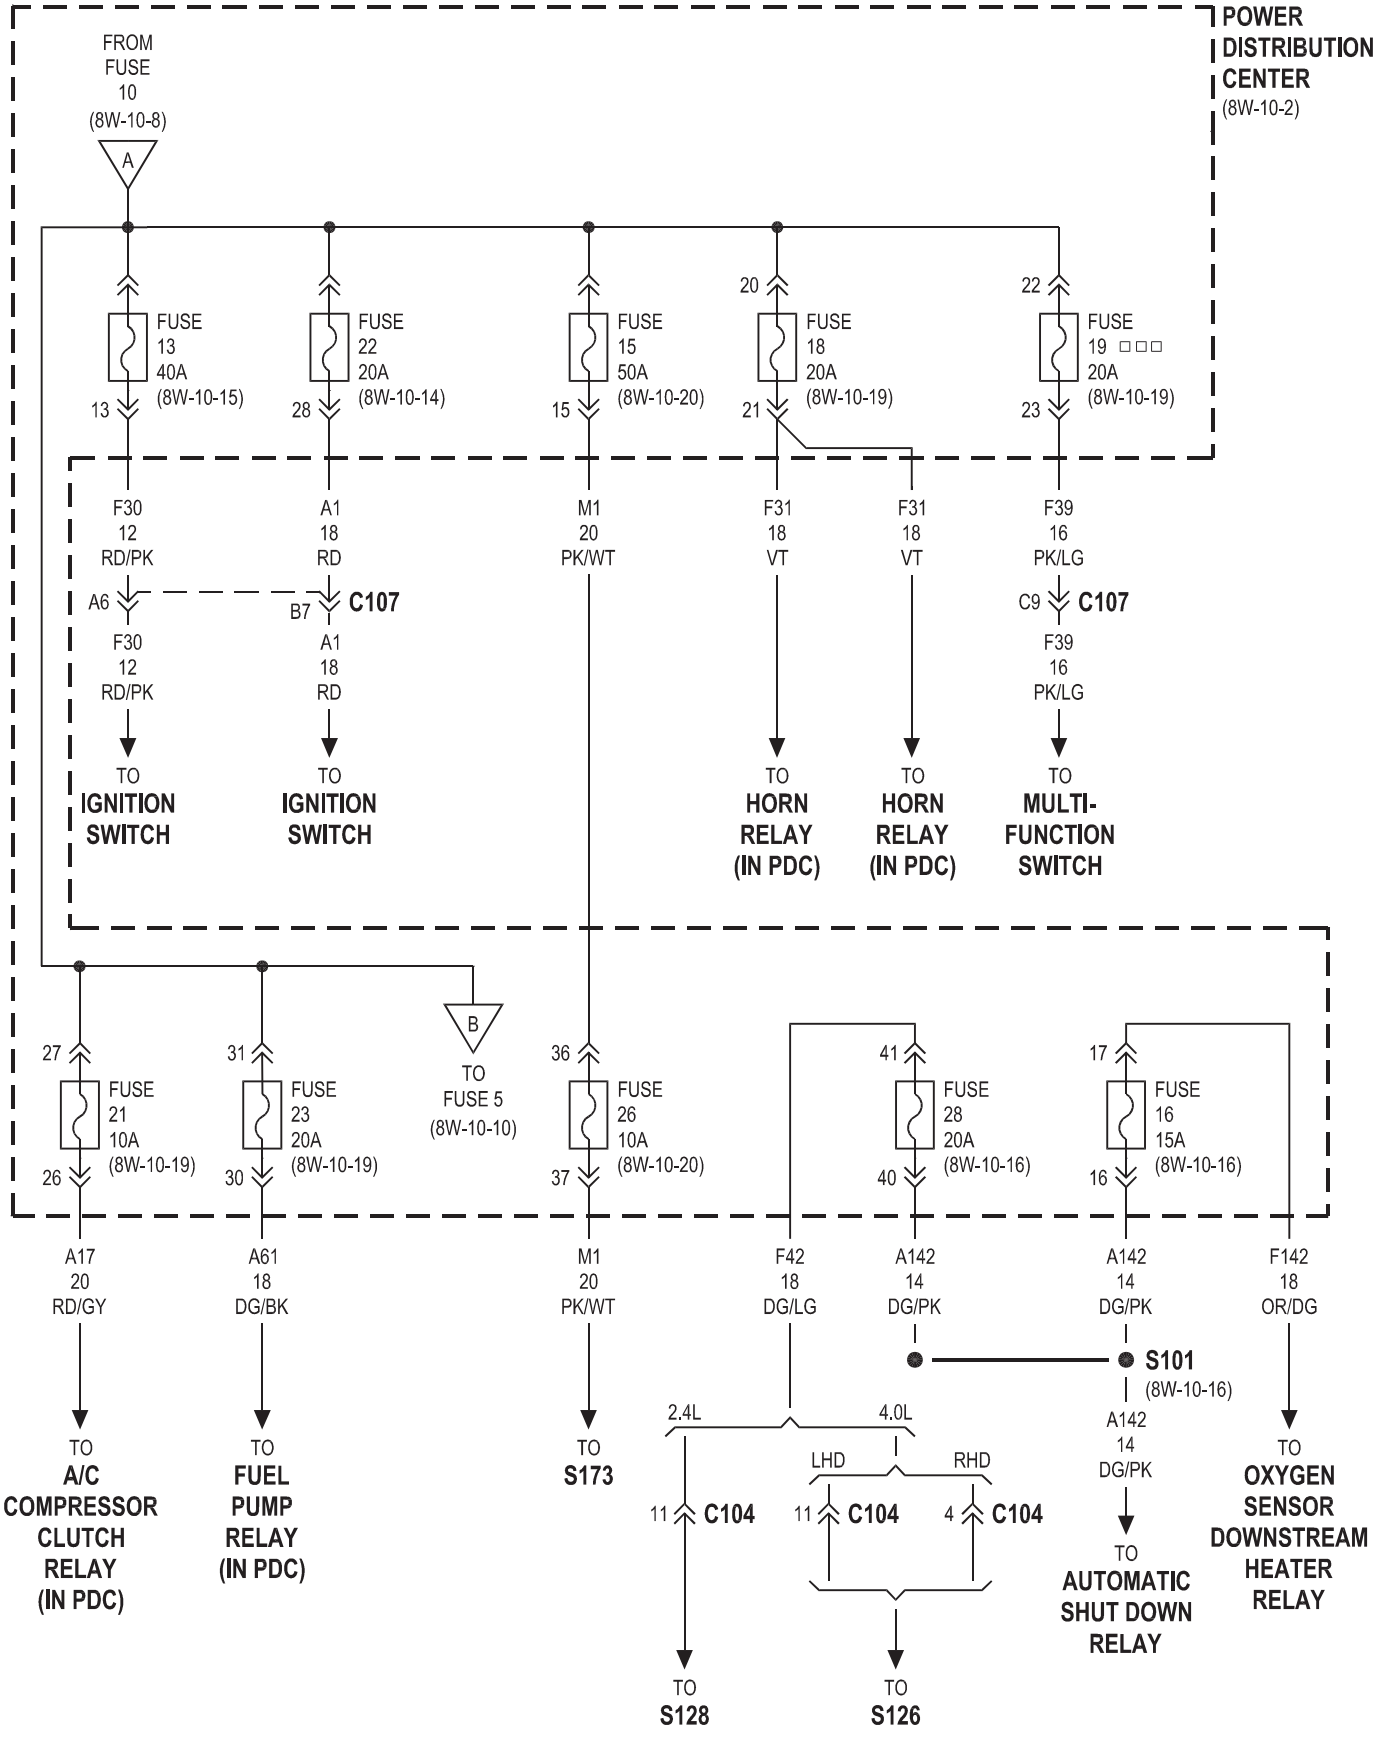 POWER
DISTRIBUTION
CENTER
(8W-10-2)
FROM
FUSE
10
(8W-10-8)
A
FUSE
13
40A
(8W-10-15)
13
FUSE
22
20A
(8W-10-14)
28
FUSE
15
50A
(8W-10-20)
15
20
FUSE
18
20A
(8W-10-19)
21
22
FUSE
19 □□□
20A
(8W-10-19)
23
F30
12
RD/PK
A1
18
RD
M1
20
PK/WT
F31
18
VT
F31
18
VT
F39
16
PK/LG
A6
B7
C107
C9
C107
F30
12
RD/PK
A1
18
RD
F39
16
PK/LG
TO
IGNITION
SWITCH
TO
IGNITION
SWITCH
TO
HORN
RELAY
(IN PDC)
TO
HORN
RELAY
(IN PDC)
TO
MULTI-
FUNCTION
SWITCH
27
FUSE
21
10A
(8W-10-19)
26
31
FUSE
23
20A
(8W-10-19)
30
B
TO
FUSE 5
(8W-10-10)
36
FUSE
26
10A
(8W-10-20)
37
41
FUSE
28
20A
(8W-10-16)
40
17
FUSE
16
15A
(8W-10-16)
16
A17
20
RD/GY
A61
18
DG/BK
M1
20
PK/WT
F42
18
DG/LG
A142
14
DG/PK
A142
14
DG/PK
F142
18
OR/DG
S101
(8W-10-16)
A142
14
DG/PK
2.4L
4.0L
LHD
RHD
11
C104
11
C104
4
C104
TO
A/C
COMPRESSOR
CLUTCH
RELAY
(IN PDC)
TO
FUEL
PUMP
RELAY
(IN PDC)
TO
S173
TO
S128
TO
S126
TO
AUTOMATIC
SHUT DOWN
RELAY
TO
OXYGEN
SENSOR
DOWNSTREAM
HEATER
RELAY